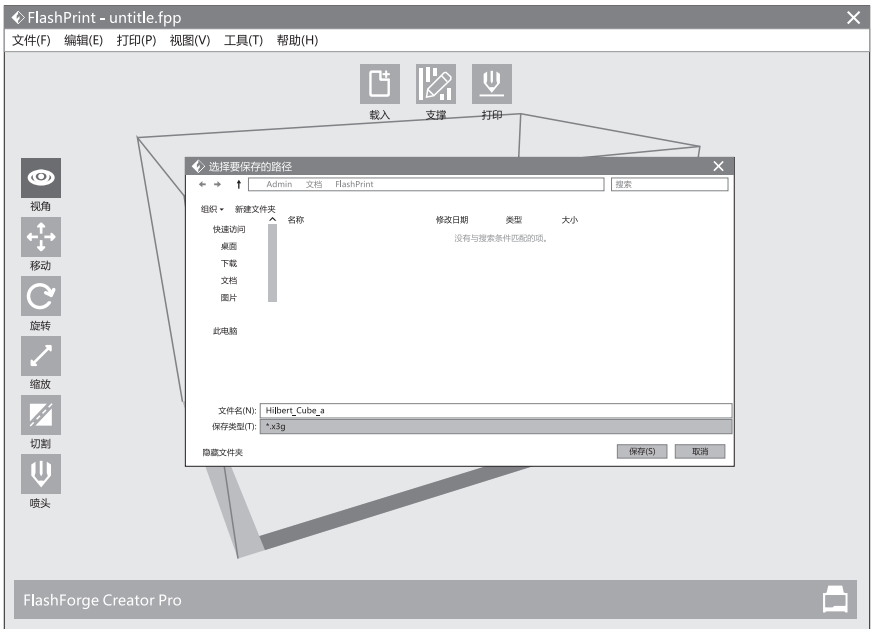 FlashPrint - untitle.fpp
文件(F) 编辑(E) 打印(P) 视图(V) 工具(T) 帮助(H)
载入 支撑 打印
选择要保存的路径
Admin 文档 FlashPrint 搜索
组织 新建文件夹
名称 修改日期 类型 大小
快速访问
没有与搜索条件匹配的项。
桌面
下载
文档
图片
此电脑
文件名(N): Hilbert_Cube_a
保存类型(T): *.x3g
隐藏文件夹 保存(S) 取消
视角
移动
旋转
缩放
切割
喷头
FlashForge Creator Pro